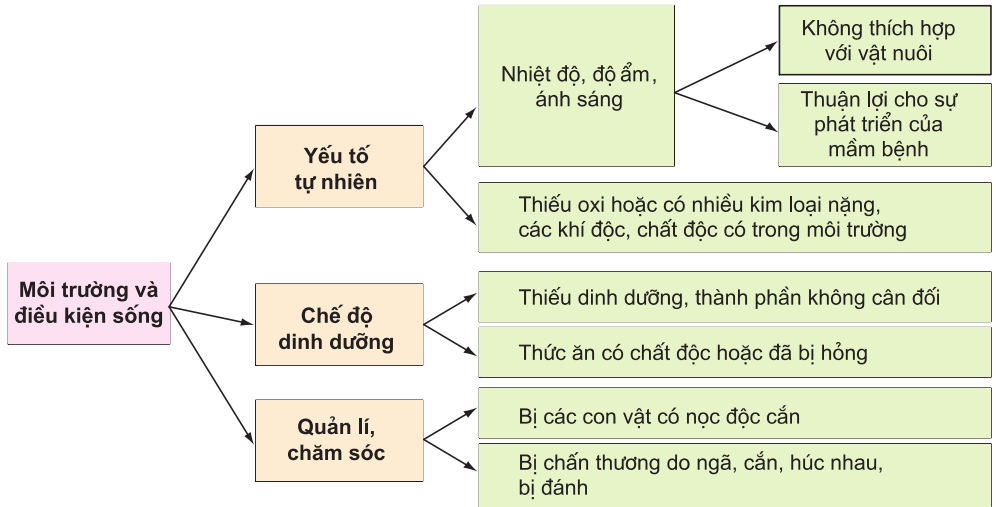 Môi trường và
điều kiện sống
Yếu tố
tự nhiên
Nhiệt độ, độ ẩm,
ánh sáng
Không thích hợp
với vật nuôi
Thuận lợi cho sự
phát triển của
mầm bệnh
Thiếu oxi hoặc có nhiều kim loại nặng,
các khí độc, chất độc có trong môi trường
Chế độ
dinh dưỡng
Thiếu dinh dưỡng, thành phần không cân đối
Thức ăn có chất độc hoặc đã bị hỏng
Quản lí,
chăm sóc
Bị các con vật có nọc độc cắn
Bị chấn thương do ngã, cắn, húc nhau,
bị đánh